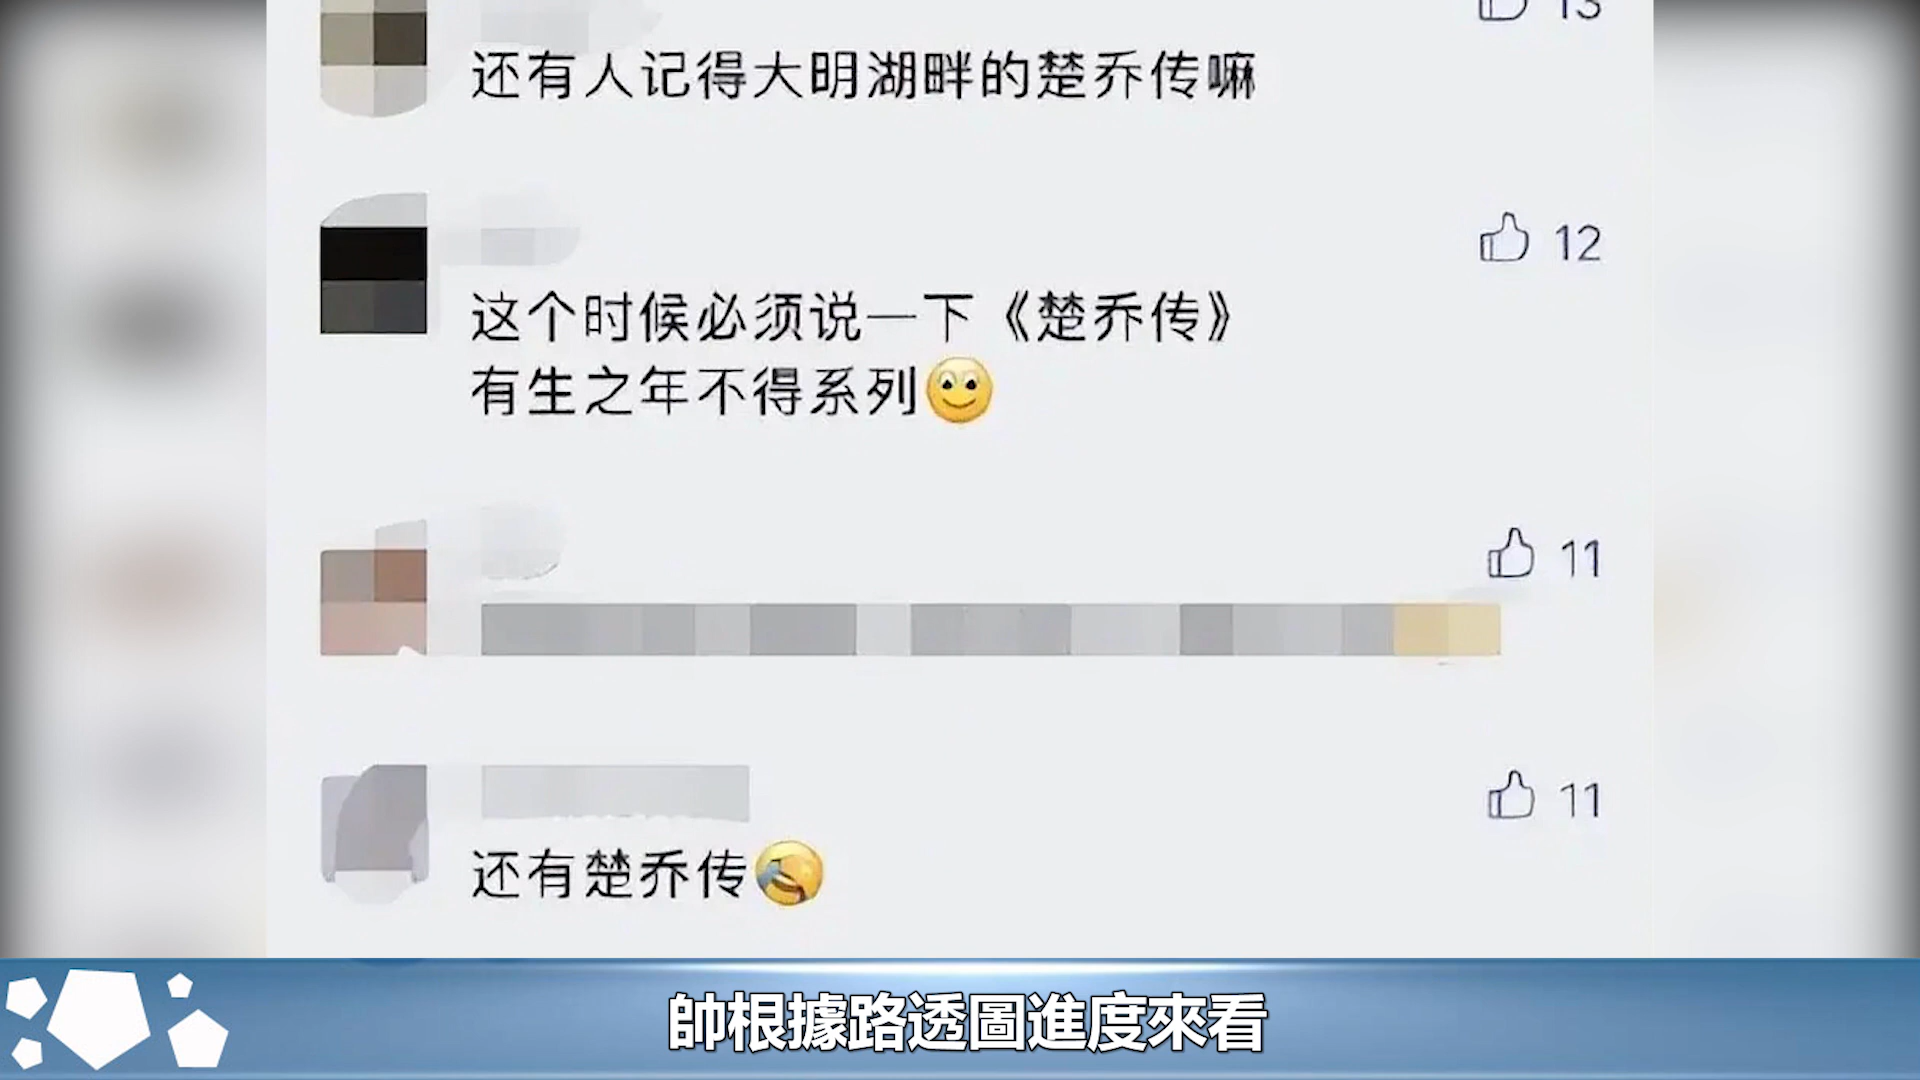 13
还有人记得大明湖畔的楚乔传嘛
12
这个时候必须说一下《楚乔传》
有生之年不得系列
11
11
还有楚乔传
帥根據路透圖進度來看